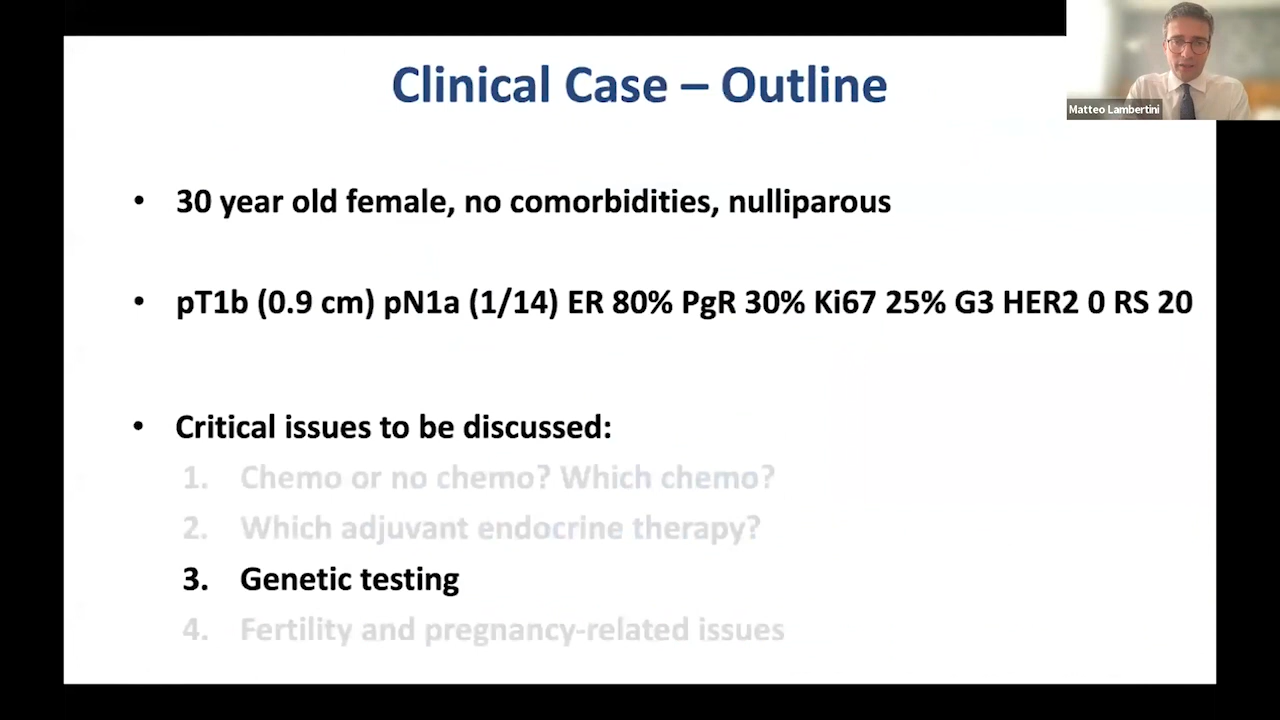 Clinical Case – Outline
Matteo Lambertini
• 30 year old female, no comorbidities, nulliparous
• pT1b (0.9 cm) pN1a (1/14) ER 80% PgR 30% Ki67 25% G3 HER2 0 RS 20
• Critical issues to be discussed:
1. Chemo or no chemo? Which chemo?
2. Which adjuvant endocrine therapy?
3. Genetic testing
4. Fertility and pregnancy-related issues